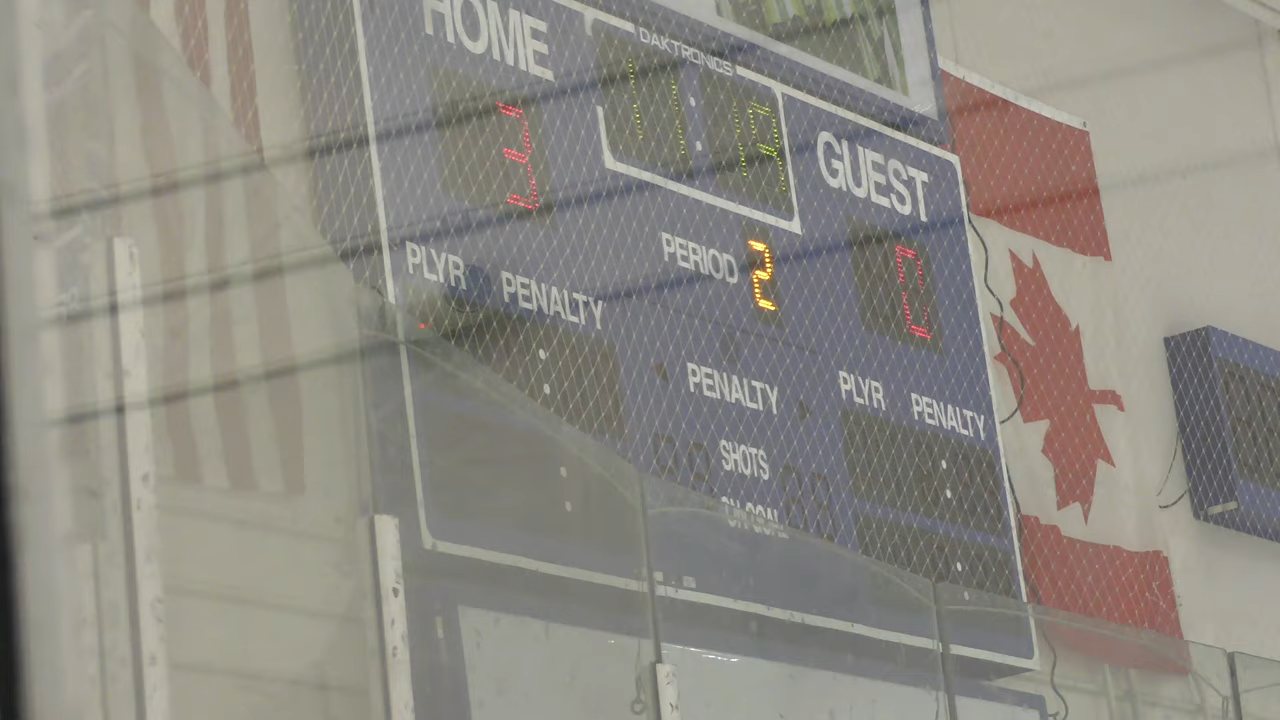 HOME
DAKTRONICS
11:19
GUEST
3
PERIOD 2
0
PLYR PENALTY
PENALTY
PLYR PENALTY
SHOTS
ON GOAL